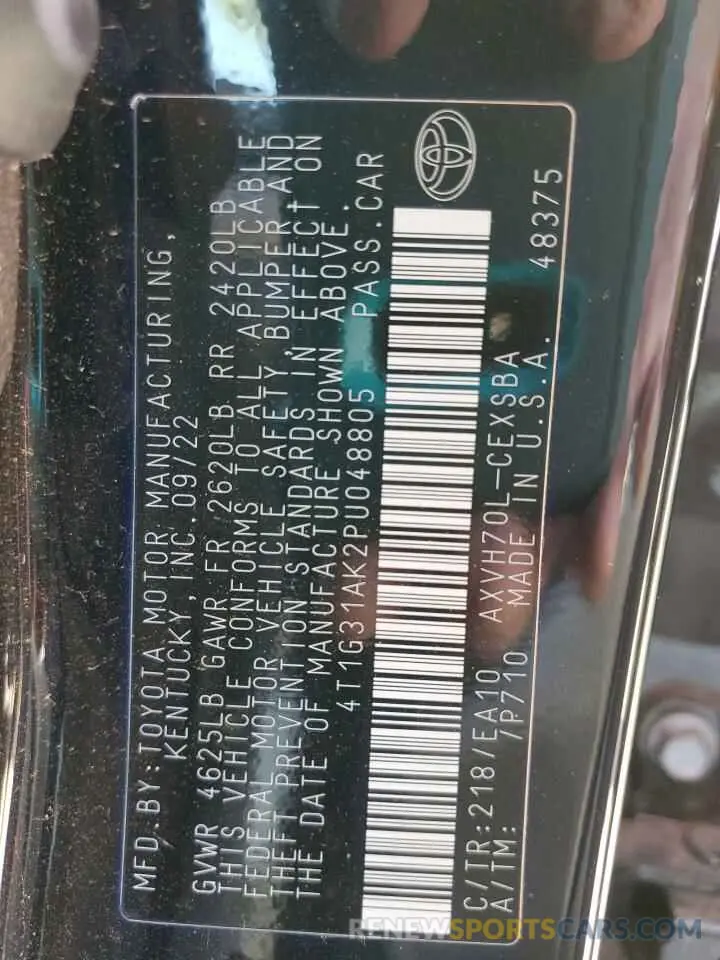 MFD. BY: TOYOTA MOTOR MANUFACTURING,
KENTUCKY, INC. 09/22
GVWR 4625LB GAWR FR 2620LB RR 2420LB
THIS VEHICLE CONFORMS TO ALL APPLICABLE
FEDERAL MOTOR VEHICLE SAFETY, BUMPER, AND
THEFT PREVENTION STANDARDS IN EFFECT ON
THE DATE OF MANUFACTURE SHOWN ABOVE.
4T1G31AK2PU048805 PASS. CAR
C/TR: 218/EA10 AXVH70L-CEXSBA
A/TM: /P710 MADE IN U.S.A. 48375
RENEWSPORTSCARS.COM